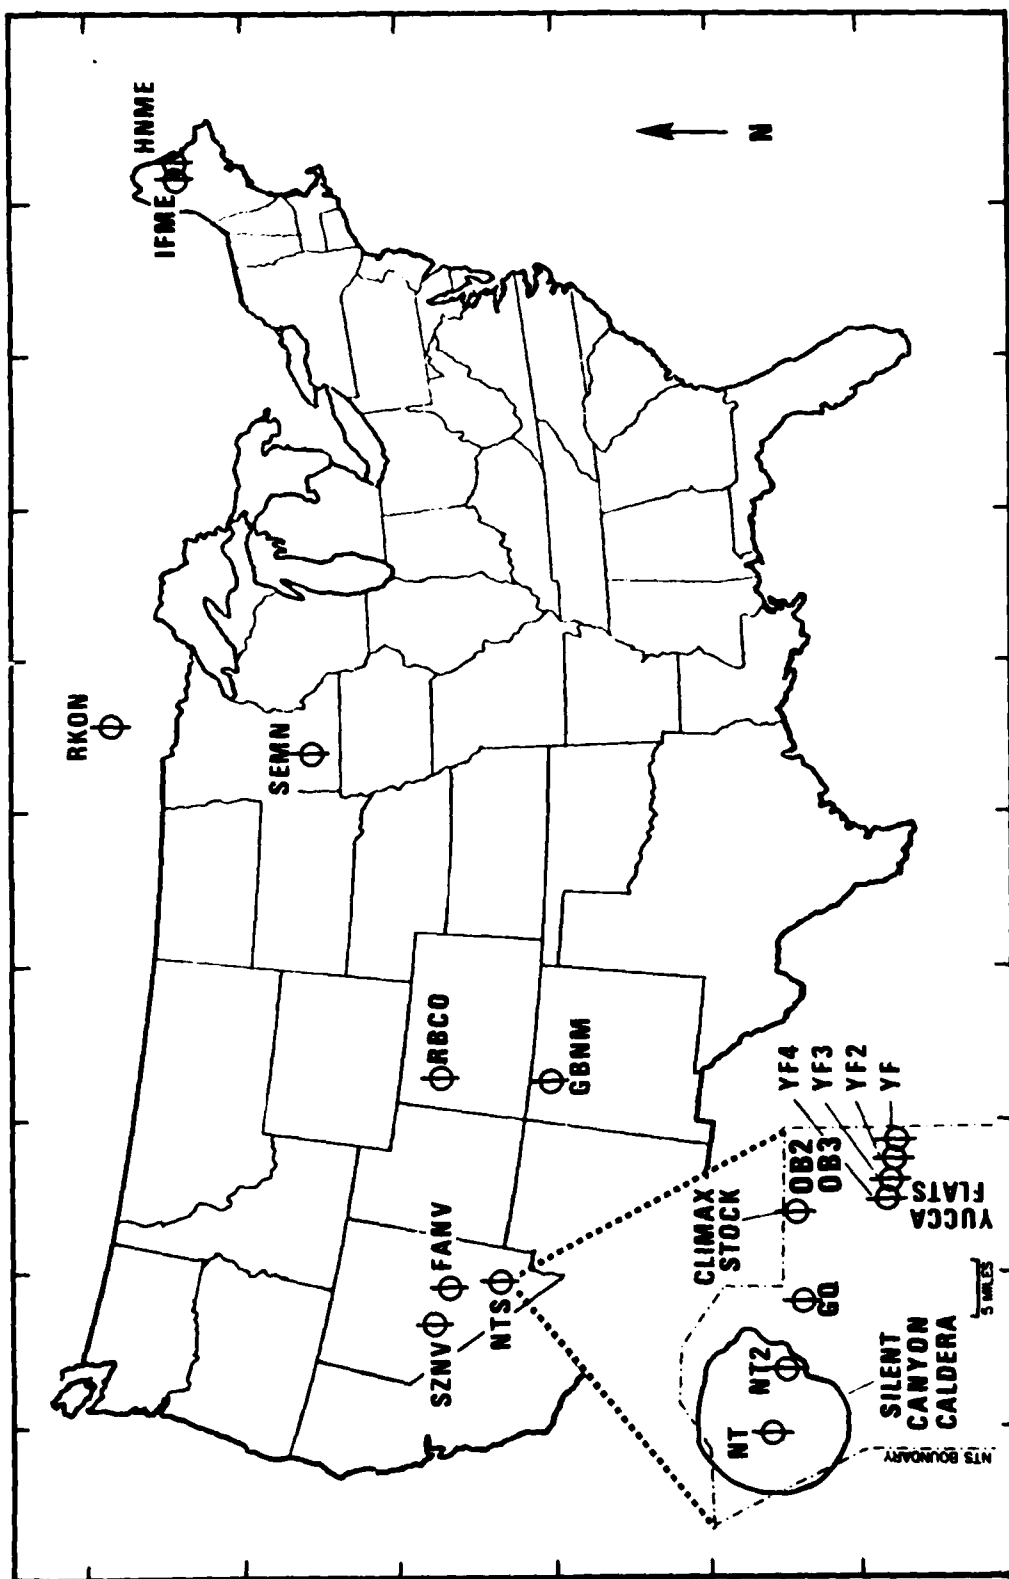 HNME
IFME
RKON
SEMN
N
RBCO
GBNM
FANV
SZNV
NTS
YF4
YF3
YF2
YF
CLIMAX
STOCK
OB2
OB3
YUCCA
FLATS
GQ
5 MILES
NT2
NT
SILENT
CANYON
CALDERA
NTS BOUNDARY